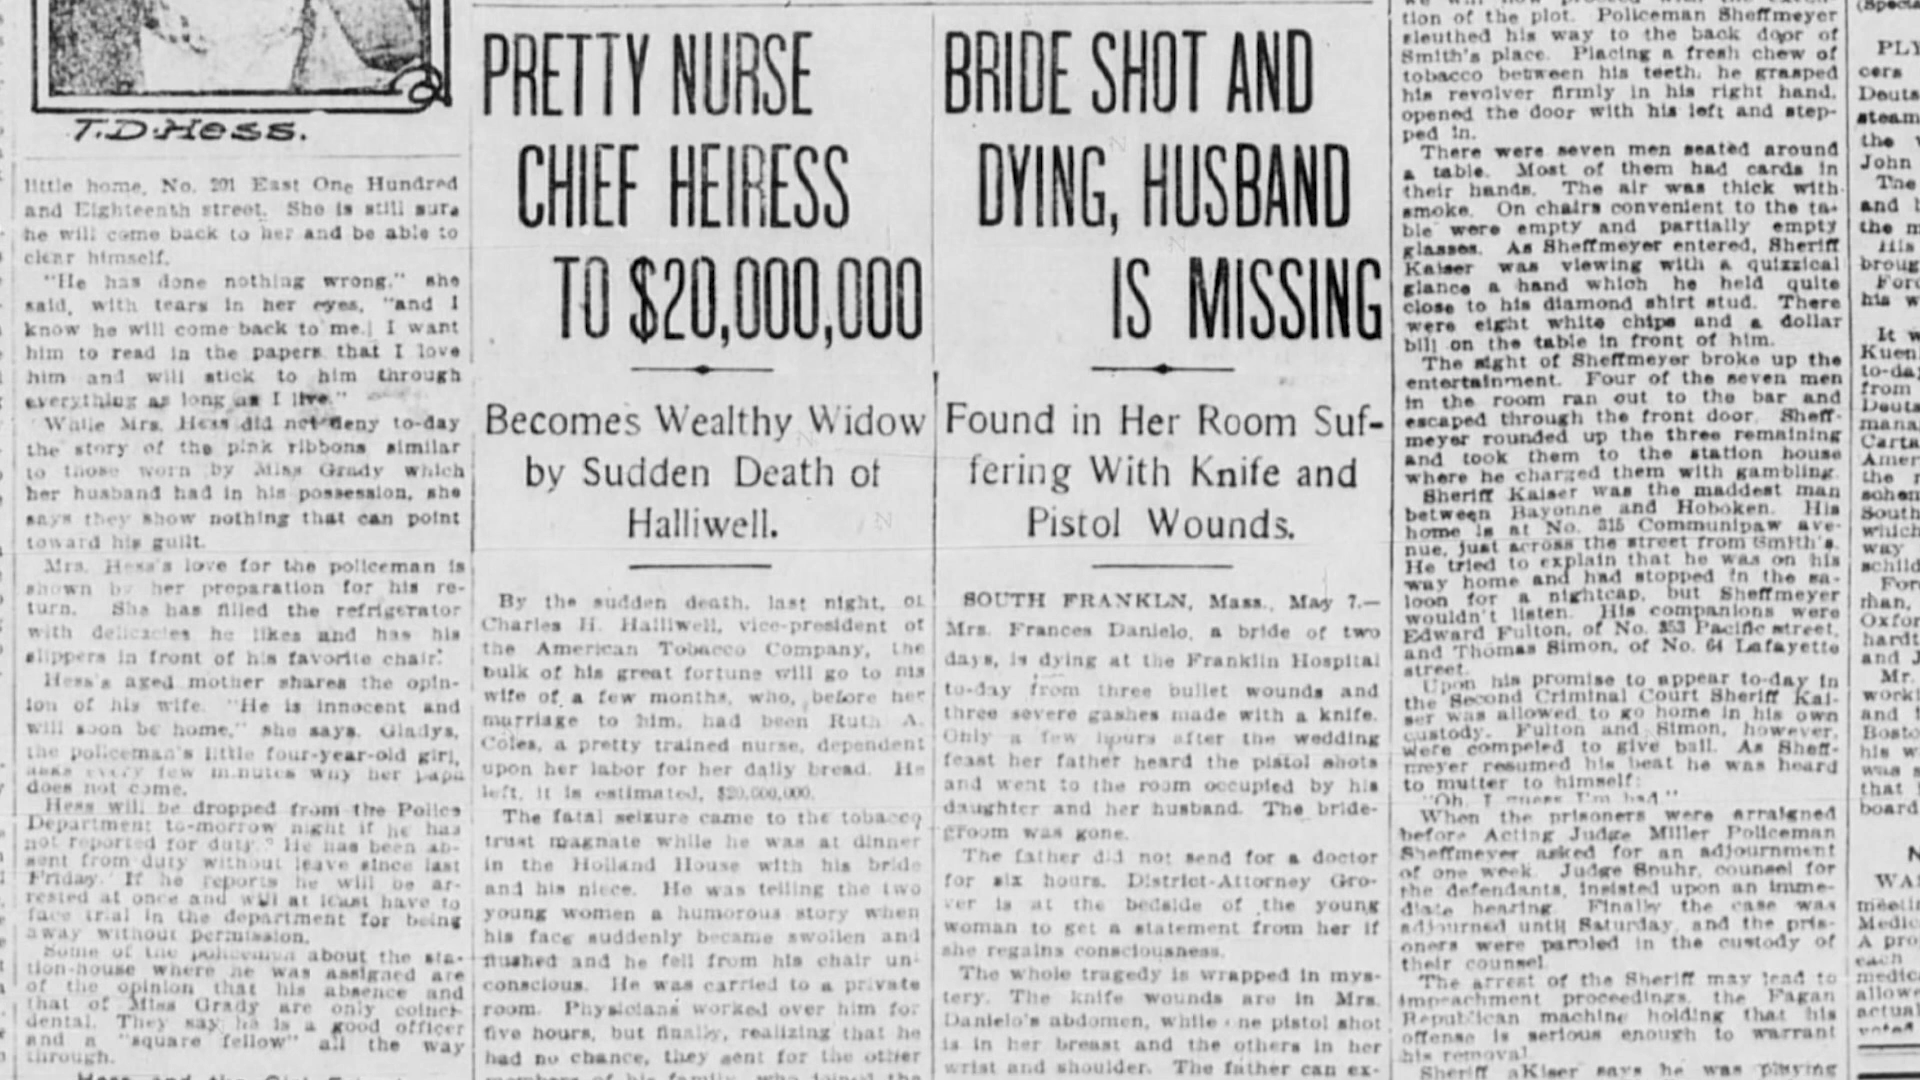 T.D. Hess.
little home, No. 201 East One Hundred
and Eighteenth street. She is still sure
he will come back to her and be able to
clear himself.
"He has done nothing wrong," she
said, with tears in her eyes, "and I
know he will come back to me. I want
him to read in the papers that I love
him and will stick to him through
everything as long as I live."
While Mrs. Hess did not deny to-day
the story of the pink ribbons similar
to those worn by Miss Grady which
her husband had in his possession, she
says they show nothing that can point
toward his guilt.
Mrs. Hess's love for the policeman is
shown by her preparation for his re-
turn. She has filled the refrigerator
with delicacies he likes and has his
slippers in front of his favorite chair.
Hess's aged mother shares the opin-
ion of his wife. "He is innocent and
will soon be home," she says. Gladys,
the policeman's little four-year-old girl,
asks every few minutes why her papa
does not come.
Hess will be dropped from the Police
Department to-morrow night if he has
not reported for duty. He has been ab-
sent from duty without leave since last
Friday. If he reports he will be ar-
rested at once and will at least have to
face trial in the department for being
away without permission.
Some of the policemen about the sta-
tion-house where he was assigned are
of the opinion that his absence and
that of Miss Grady are only coinci-
dental. They say he is a good officer
and a "square fellow" all the way
through.
PRETTY NURSE
CHIEF HEIRESS
TO $20,000,000
Becomes Wealthy Widow
by Sudden Death of
Halliwell.
By the sudden death, last night, of
Charles H. Halliwell, vice-president of
the American Tobacco Company, the
bulk of his great fortune will go to his
wife of a few months, who, before her
marriage to him, had been Ruth A.
Coles, a pretty trained nurse, dependent
upon her labor for her daily bread. He
left, it is estimated, $20,000,000.
The fatal seizure came to the tobacco
trust magnate while he was at dinner
in the Holland House with his bride
and his niece. He was telling the two
young women a humorous story when
his face suddenly became swollen and
flushed and he fell from his chair un-
conscious. He was carried to a private
room. Physicians worked over him for
five hours, but finally, realizing that he
had no chance, they sent for the other
members of his family, who joined the
BRIDE SHOT AND
DYING, HUSBAND
IS MISSING
Found in Her Room Suf-
fering With Knife and
Pistol Wounds.
SOUTH FRANKLN, Mass., May 7.—
Mrs. Frances Danielo, a bride of two
days, is dying at the Franklin Hospital
to-day from three bullet wounds and
three severe gashes made with a knife.
Only a few hours after the wedding
feast her father heard the pistol shots
and went to the room occupied by his
daughter and her husband. The bride-
groom was gone.
The father did not send for a doctor
for six hours. District-Attorney Gro-
ver is at the bedside of the young
woman to get a statement from her if
she regains consciousness.
The whole tragedy is wrapped in mys-
tery. The knife wounds are in Mrs.
Danielo's abdomen, while one pistol shot
is in her breast and the others in her
wrist and shoulder. The father can ex-
tion of the plot. Policeman Sheffmeyer
sleuthed his way to the back door of
Smith's place. Placing a fresh chew of
tobacco between his teeth, he grasped
his revolver firmly in his right hand,
opened the door with his left and step-
ped in.
There were seven men seated around
a table. Most of them had cards in
their hands. The air was thick with
smoke. On chairs convenient to the ta-
ble were empty and partially empty
glasses. As Sheffmeyer entered, Sheriff
Kaiser was viewing with a quizzical
glance a hand which he held quite
close to his diamond shirt stud. There
were eight white chips and a dollar
bill on the table in front of him.
The sight of Sheffmeyer broke up the
entertainment. Four of the seven men
in the room ran out to the bar and
escaped through the front door. Sheff-
meyer rounded up the three remaining
and took them to the station house
where he charged them with gambling.
Sheriff Kaiser was the maddest man
between Bayonne and Hoboken. His
home is at No. 315 Communipaw ave-
nue, just across the street from Smith's.
He tried to explain that he was on his
way home and had stopped in the sa-
loon for a nightcap, but Sheffmeyer
wouldn't listen. His companions were
Edward Fulton, of No. 353 Pacific street,
and Thomas Simon, of No. 64 Lafayette
street.
Upon his promise to appear to-day in
the Second Criminal Court Sheriff Kai-
ser was allowed to go home in his own
custody. Fulton and Simon, however,
were compeled to give bail. As Sheff-
meyer resumed his beat he was heard
to mutter to himself:
"Oh, I guess I'm bad."
When the prisoners were arraigned
before Acting Judge Miller Policeman
Sheffmeyer asked for an adjournment
of one week. Judge Snuhr, counsel for
the defendants, insisted upon an imme-
diate hearing. Finally the case was
adjourned until Saturday, and the pris-
oners were paroled in the custody of
their counsel.
The arrest of the Sheriff may lead to
impeachment proceedings, the Fagan
Republican machine holding that his
offense is serious enough to warrant
his removal.
Sheriff aKiser says he was playing